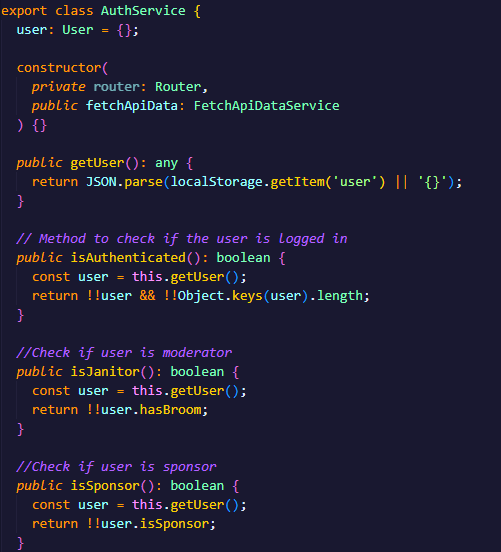 export class AuthService {
user: User = {};
constructor(
private router: Router,
public fetchApiData: FetchApiDataService
) {}
public getUser(): any {
return JSON.parse(localStorage.getItem('user') || '{}');
}
// Method to check if the user is logged in
public isAuthenticated(): boolean {
const user = this.getUser();
return !!user && !!Object.keys(user).length;
}
//Check if user is moderator
public isJanitor(): boolean {
const user = this.getUser();
return !!user.hasBroom;
}
//Check if user is sponsor
public isSponsor(): boolean {
const user = this.getUser();
return !!user.isSponsor;
}